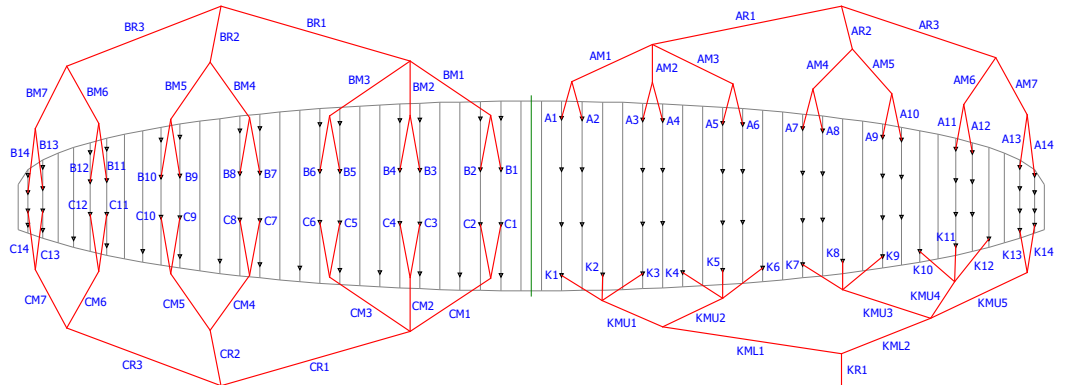 BR3 BR1 AR1 AR3
BR2 AR2
BM3 BM1 AM1
BM5 BM4 BM2 AM2 AM3 AM4 AM5 AM6 AM7
BM7 BM6
A1 A2 A3 A4 A5 A6 A7 A8 A9 A10 A11 A12 A13 A14
B14 B13 B12 B11 B10 B9 B8 B7 B6 B5 B4 B3 B2 B1
C14 C13 C12 C11 C10 C9 C8 C7 C6 C5 C4 C3 C2 C1
K1 K2 K3 K4 K5 K6 K7 K8 K9 K10 K11 K12 K13 K14
CM7 CM6 CM5 CM4 CM3 CM2 CM1
KMU1 KMU2 KMU3 KMU4 KMU5
CR3 CR2 CR1 KML1 KML2
KR1